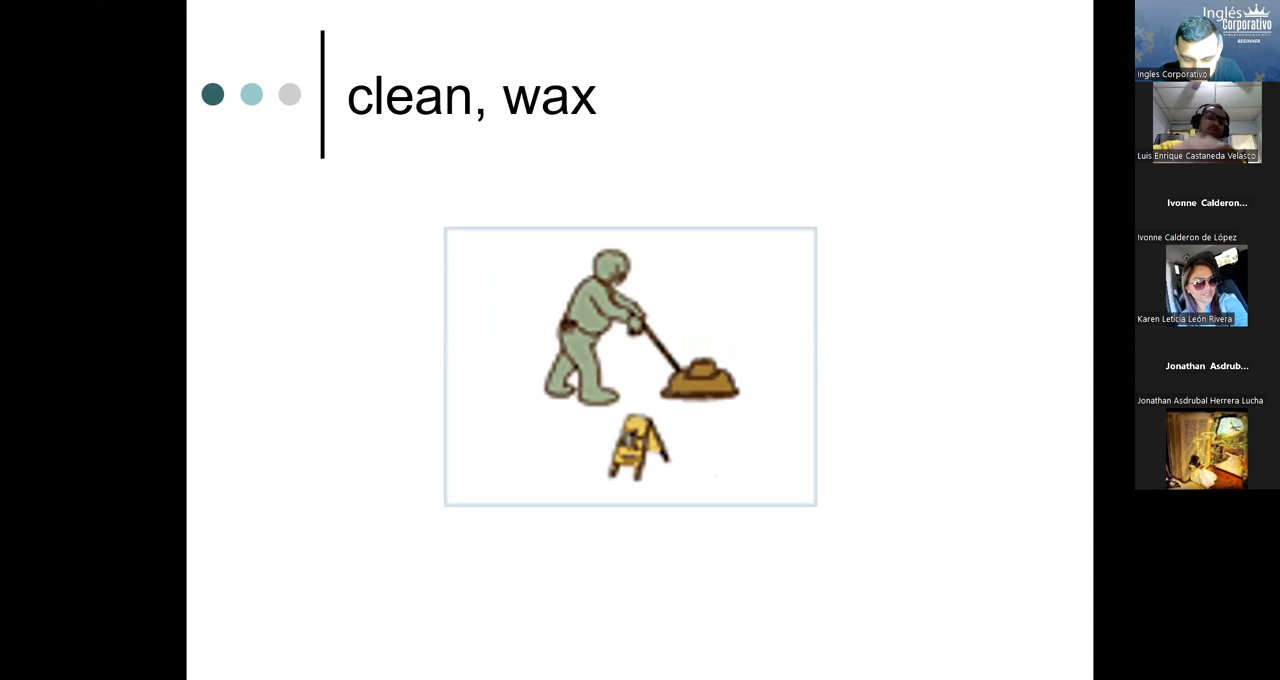 clean, wax
Inglés
Corporativo
BEGINNER
Ingles Corporativo
Luis Enrique Castaneda Velasco
Ivonne Calderon...
Ivonne Calderon de López
Karen Leticia León Rivera
Jonathan Asdrub...
Jonathan Asdrubal Herrera Lucha